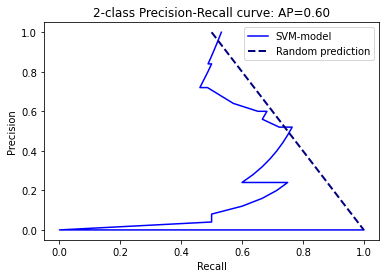 2-class Precision-Recall curve: AP=0.60
SVM-model
Random prediction
Precision
1.0
0.8
0.6
0.4
0.2
0.0
0.0 0.2 0.4 0.6 0.8 1.0
Recall